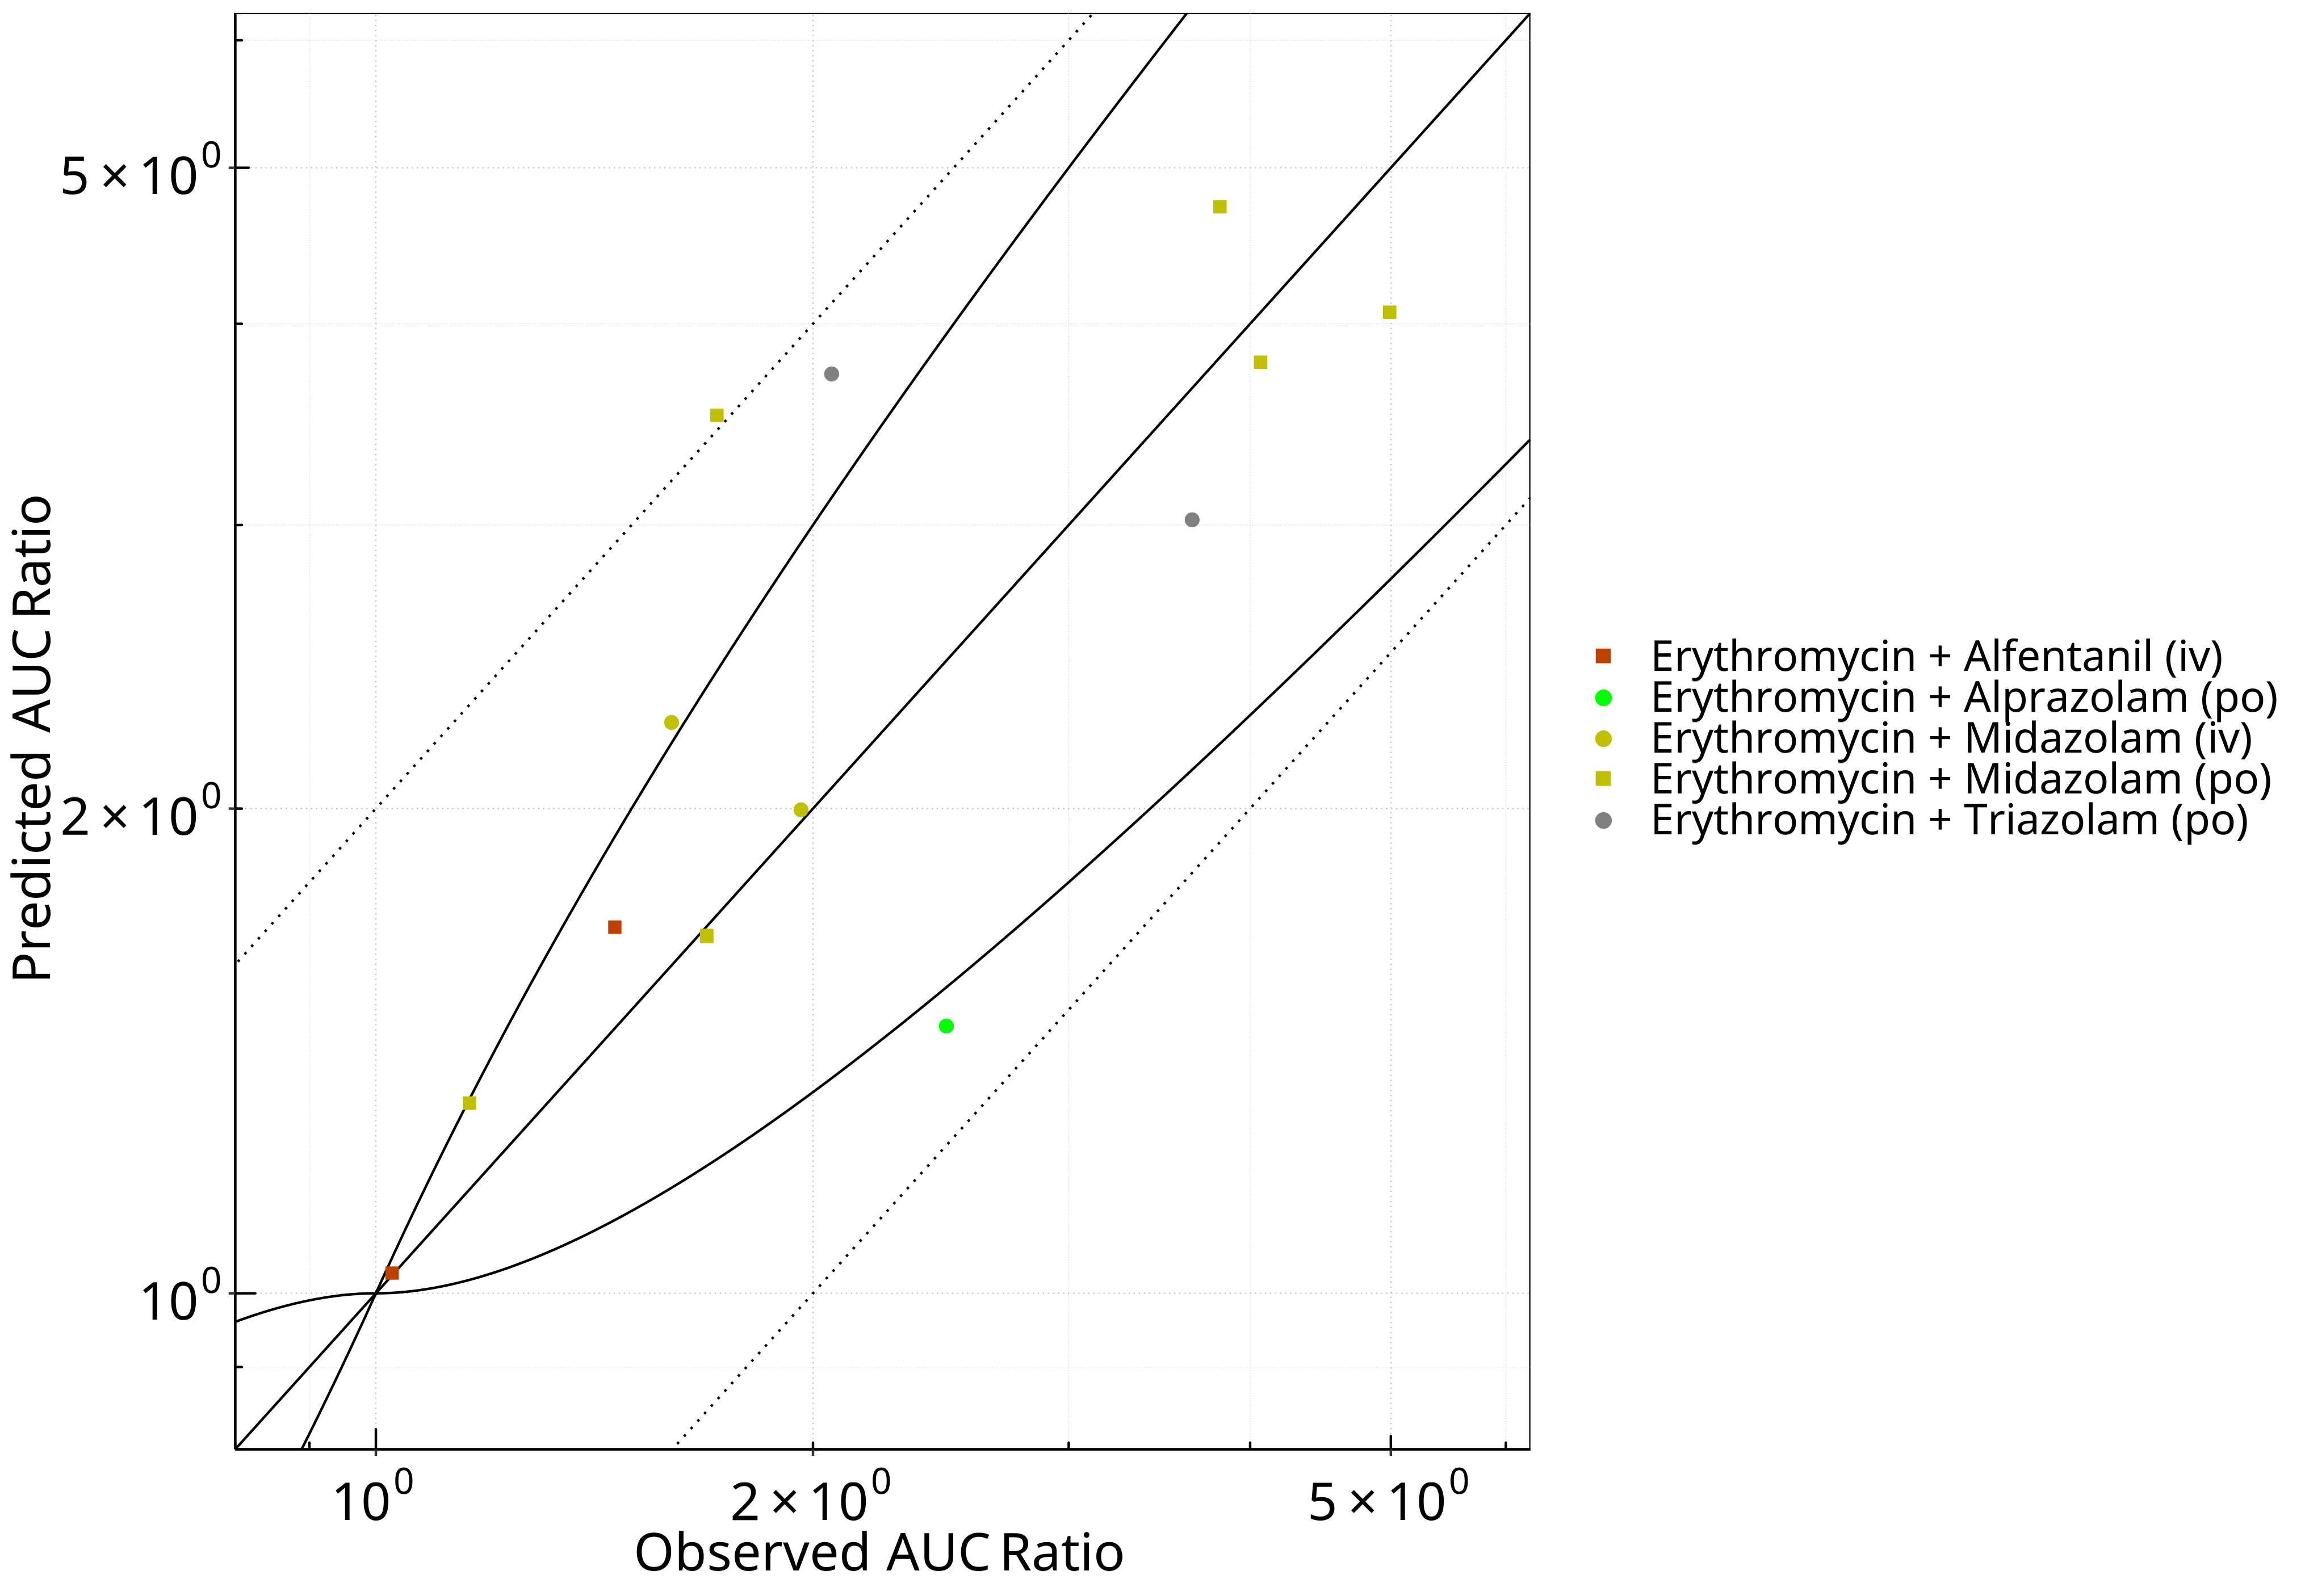 Predicted AUC Ratio
5 × 10⁰
2 × 10⁰
10⁰
10⁰
2 × 10⁰
5 × 10⁰
Observed AUC Ratio
Erythromycin + Alfentanil (iv)
Erythromycin + Alprazolam (po)
Erythromycin + Midazolam (iv)
Erythromycin + Midazolam (po)
Erythromycin + Triazolam (po)